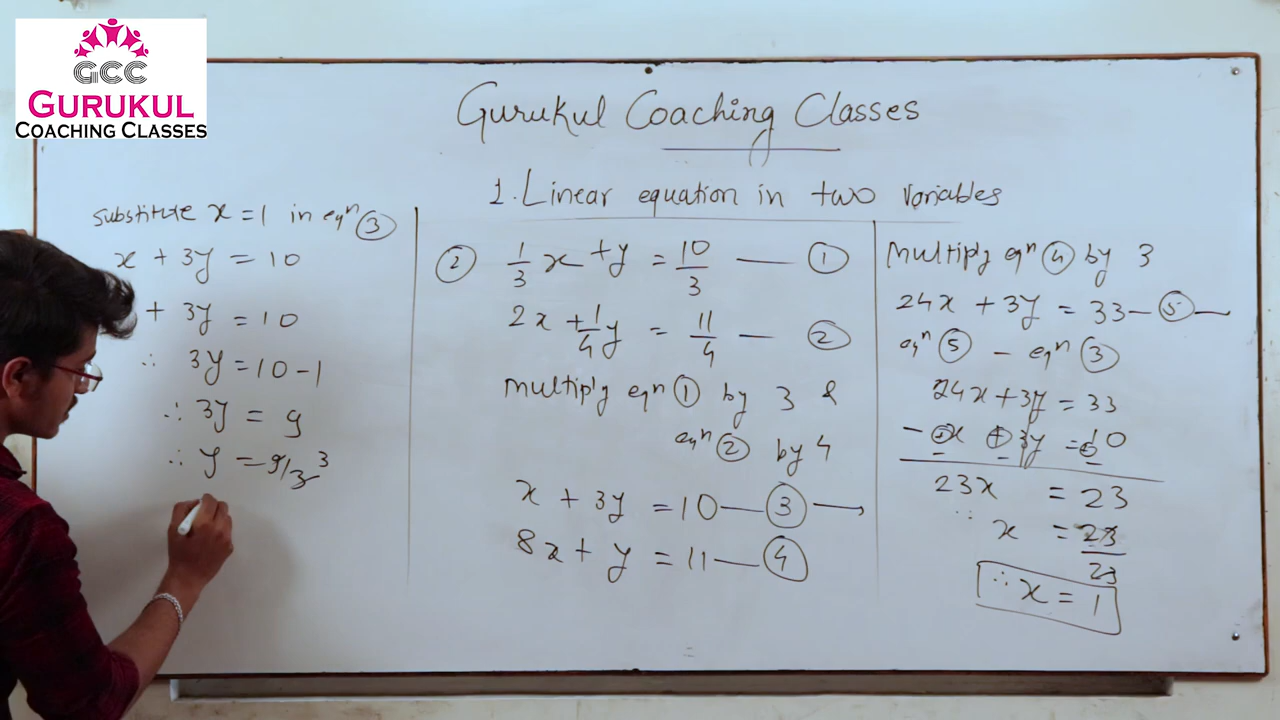 GCC
GURUKUL
COACHING CLASSES
Gurukul Coaching Classes
1. Linear equation in two variables
substitute x = 1 in eqⁿ ③
x + 3y = 10
+ 3y = 10
∴ 3y = 10 - 1
∴ 3y = 9
∴ y = 9/3 3
② 1/3 x + y = 10/3 — ①
2x + 1/4 y = 11/4 — ②
multiply eqⁿ ① by 3 &
eqⁿ ② by 4
x + 3y = 10 — ③ —
8x + y = 11 — ④
Multiply eqⁿ ④ by 3
24x + 3y = 33 — ⑤ —
eqⁿ ⑤ - eqⁿ ③
24x + 3y = 33
- x + 3y = 10
23x = 23
∴ x = 23/23
∴ x = 1